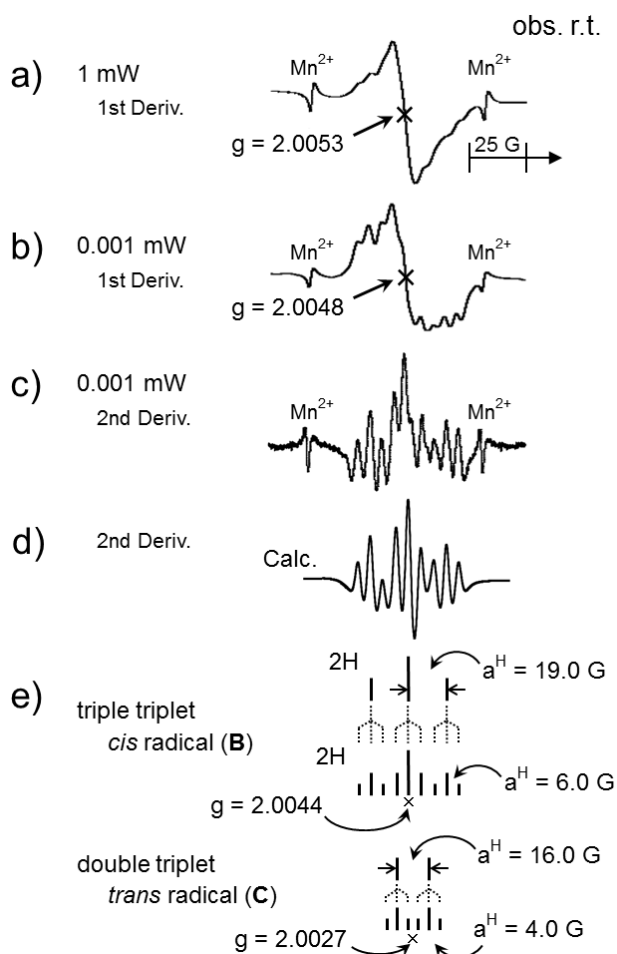 obs. r.t.
a) 1 mW
1st Deriv.
Mn2+ Mn2+
g = 2.0053
25 G
b) 0.001 mW
1st Deriv.
Mn2+ Mn2+
g = 2.0048
c) 0.001 mW
2nd Deriv.
Mn2+ Mn2+
d) 2nd Deriv.
Calc.
e) triple triplet
cis radical (B)
2H
aH = 19.0 G
2H
aH = 6.0 G
g = 2.0044
double triplet
trans radical (C)
aH = 16.0 G
g = 2.0027
aH = 4.0 G